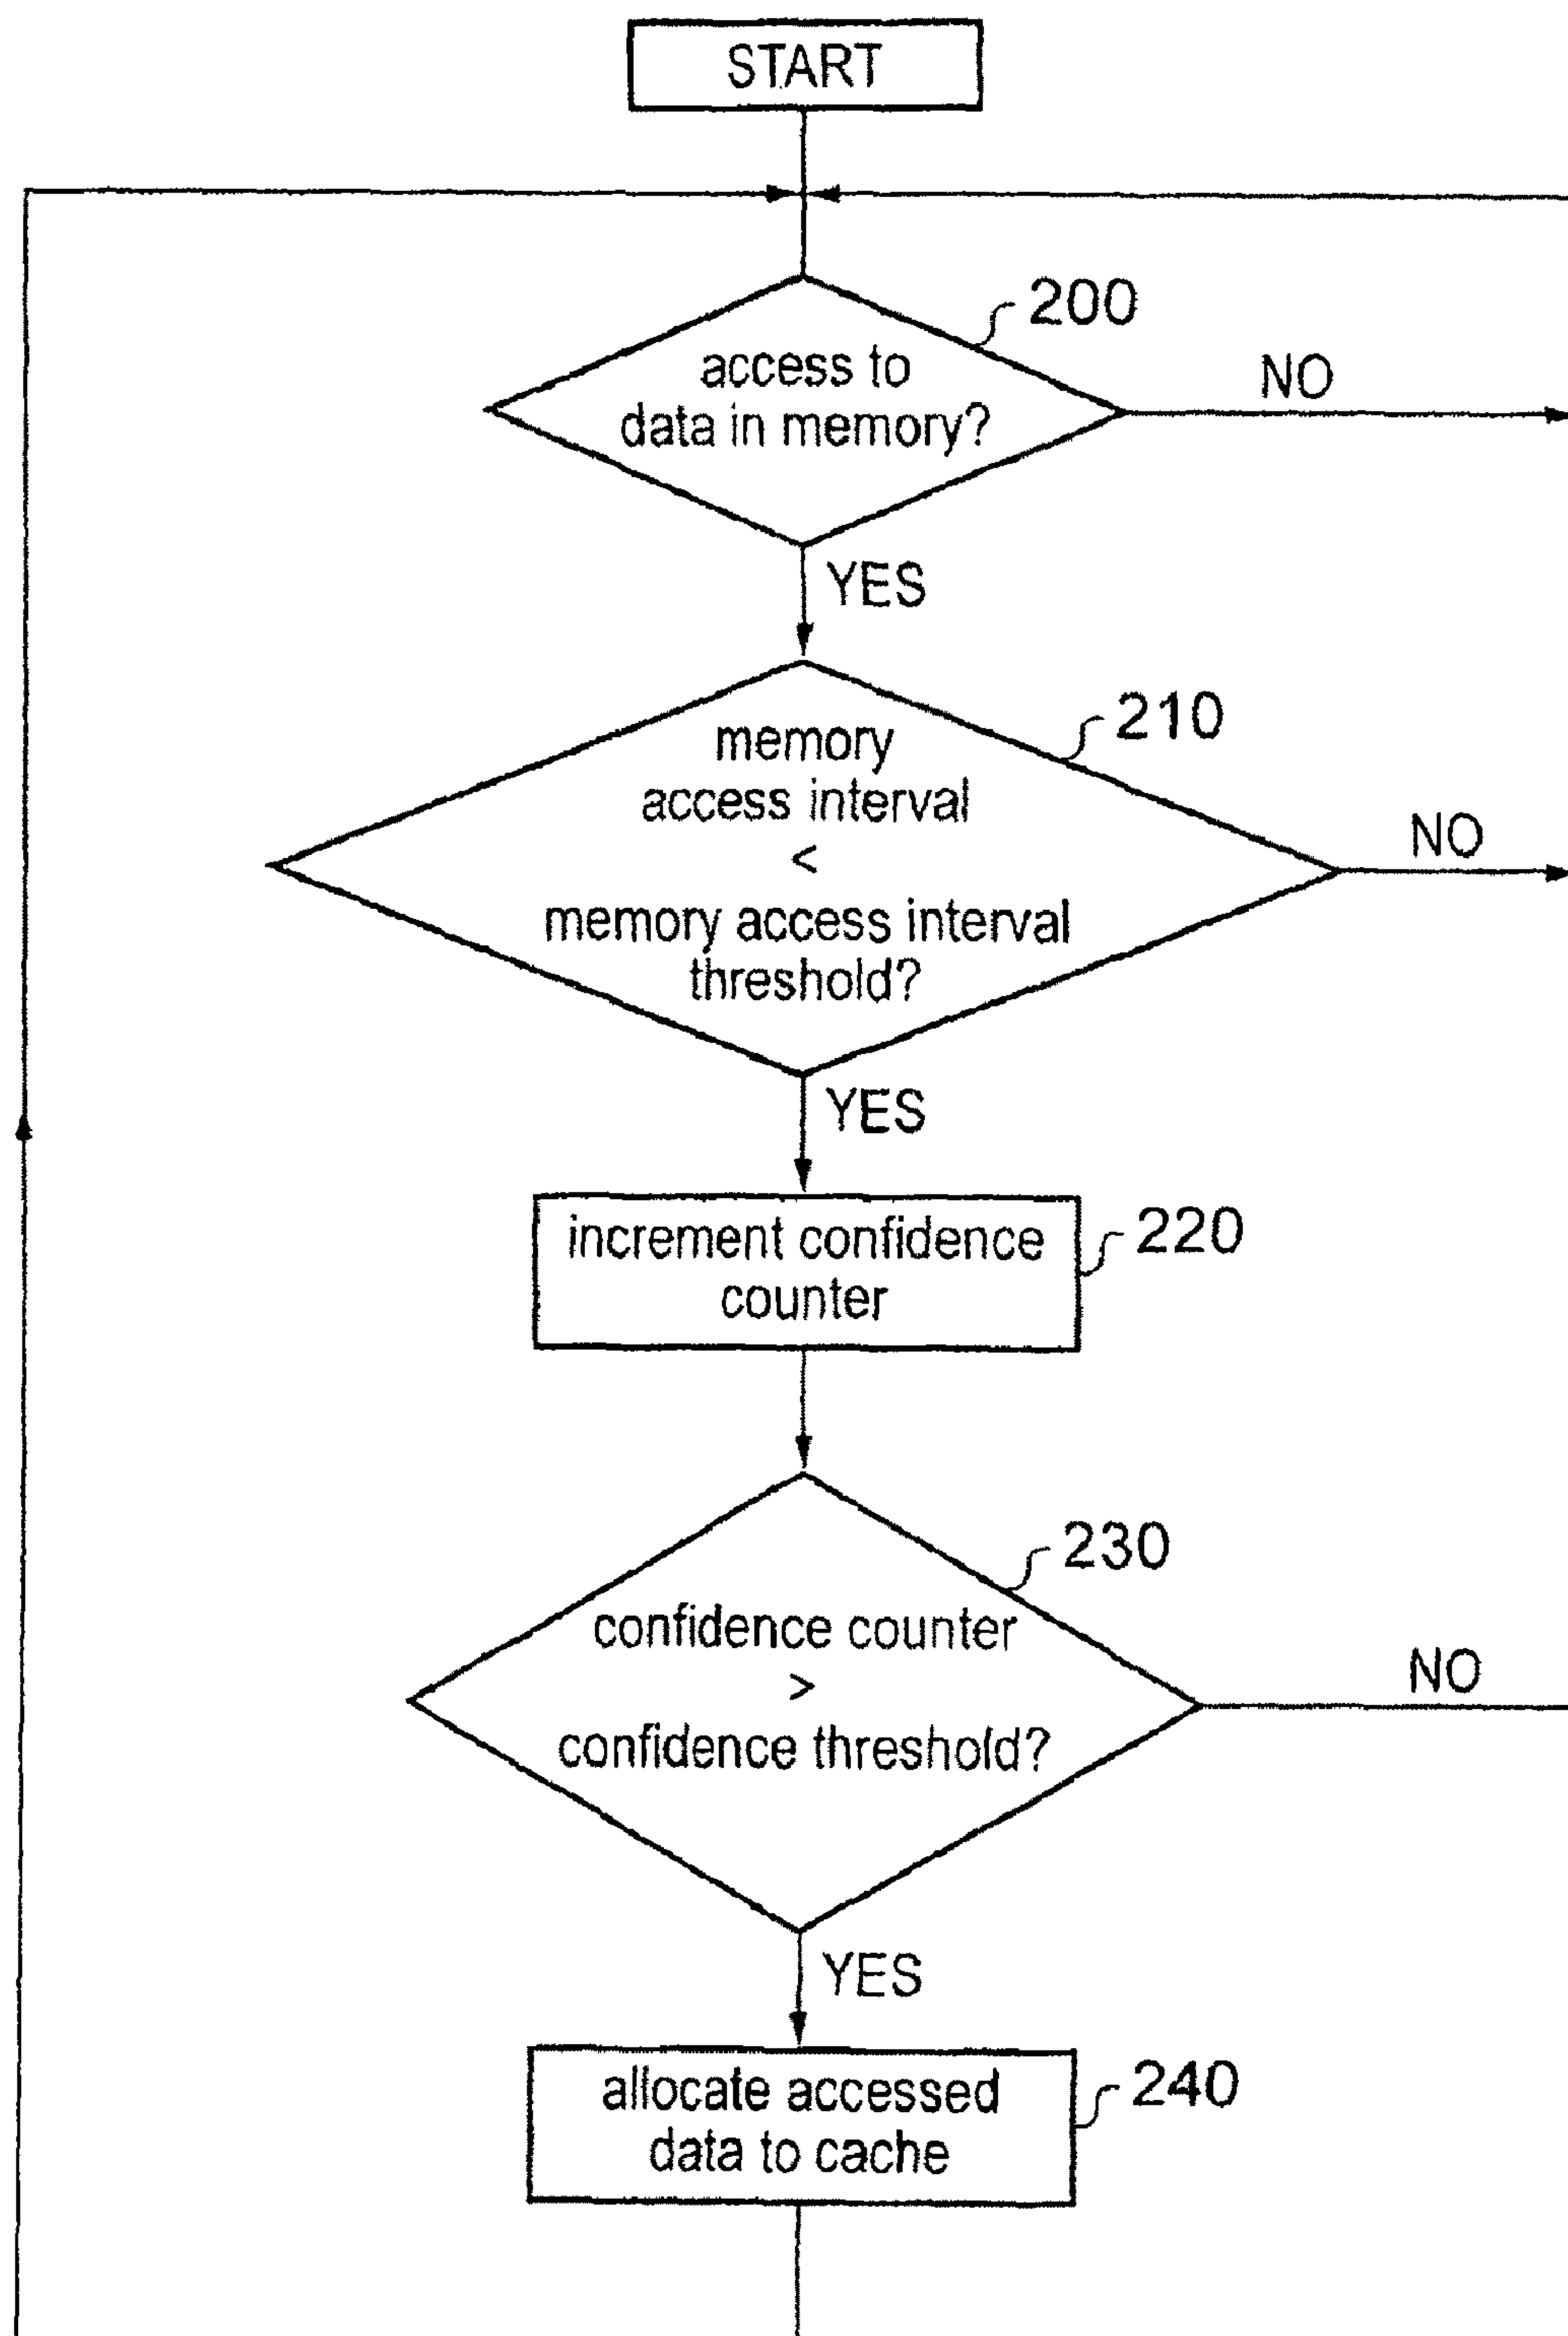 START
200
access to
data in memory?
NO
YES
210
memory
access interval
<
memory access interval
threshold?
NO
YES
increment confidence
counter
220
230
confidence counter
>
confidence threshold?
NO
YES
allocate accessed
data to cache
240